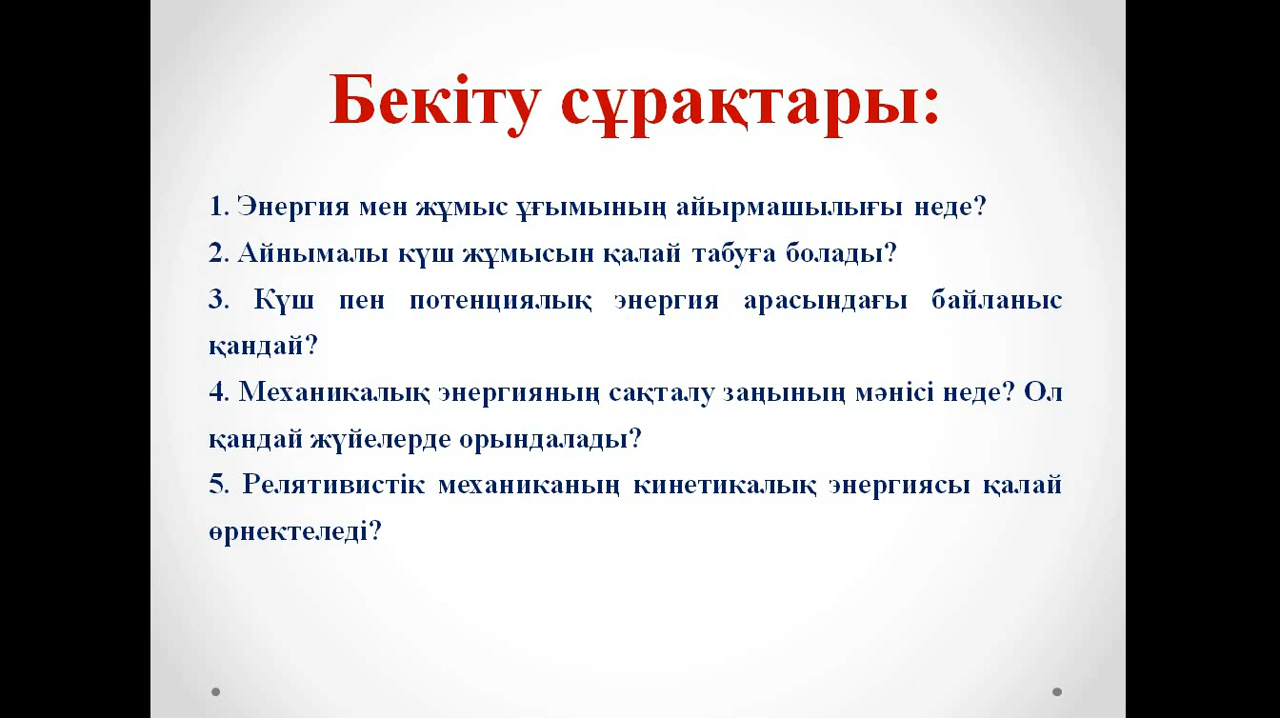 Бекіту сұрақтары:
1. Энергия мен жұмыс ұғымының айырмашылығы неде?
2. Айнымалы күш жұмысын қалай табуға болады?
3. Күш пен потенциялық энергия арасындағы байланыс
қандай?
4. Механикалық энергияның сақталу заңының мәнісі неде? Ол
қандай жүйелерде орындалады?
5. Релятивистік механиканың кинетикалық энергиясы қалай
өрнектеледі?